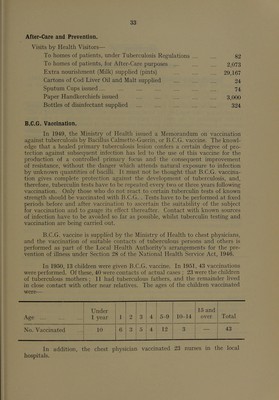 33
After-Care and Prevention.
Visits by Health Visitors—
To homes of patients, under Tuberculosis Regulations ... ... 82
To homes of patients, for After-Care purposes ... ... ... 2,073
Extra nourishment (Milk) supplied (pints) ... ... ... 20,167
Cartons of Cod Liver Oil and Malt supplied ... ... ... 24
Sputum Cups issued ... ... ... ... ... ... 74
Paper Handkerchiefs issued ... ... ... ... ... 3,000
Bottles of disinfectant supplied ... ... ... ... ... 324
B.C.G. Vaccination.
In 1949, the Ministry of Health issued a Memorandum on vaccination
against tuberculosis by Bacillus Calmette-Guerin, or B.C.G. vaccine. The knowl-
edge that a healed primary tuberculous lesion confers a certain degree of pro-
tection against subsequent infection has led to the use of this vaccine for the
production of a controlled primary focus and the consequent improvement
of resistance, without the danger which attends natural exposure to infection
by unknown quantities of bacilli. It must not be thought that B.C.G. vaccina-
tion gives complete protection against the development of tuberculosis, and,
therefore, tuberculin tests have to be repeated every two or three years following
vaccination. Only those who do not react to certain tuberculin tests of known
strength should be vaccinated with B.C.G. Tests have to be performed at fixed
periods before and after vaccination to ascertain the suitability of the subject
for vaccination and to gauge its effect thereafter. Contact with known sources
of infection have to be avoided as far as possible, whilst tuberculin testing and
vaccination are being carried out.
B.C.G. vaccine is supplied by the Ministry of Health to chest physicians,
and the vaccination of suitable contacts of tuberculous persons and others is
performed as part of the Local Health Authority's arrangements for the pre-
vention of illness under Section 28 of the National Health Service Act, 1946.
In 1950, 13 children were given B.C.G. vaccine. In 1951, 43 vaccinations
were performed. Of these, 40 were contacts of actual cases : 23 were the children
of tuberculous mothers ; 11 had tuberculous fathers, and the remainder lived
in close contact with other near relatives. The ages of the children vaccinated
were—
Age ... ... Under 1 year 1 2 3 4 5-9 10-14 15 and over Total
No. Vaccinated 10 6 3 5 4 12 3 — 43
In addition, the chest physician vaccinated 23 nurses in the local
hospitals.